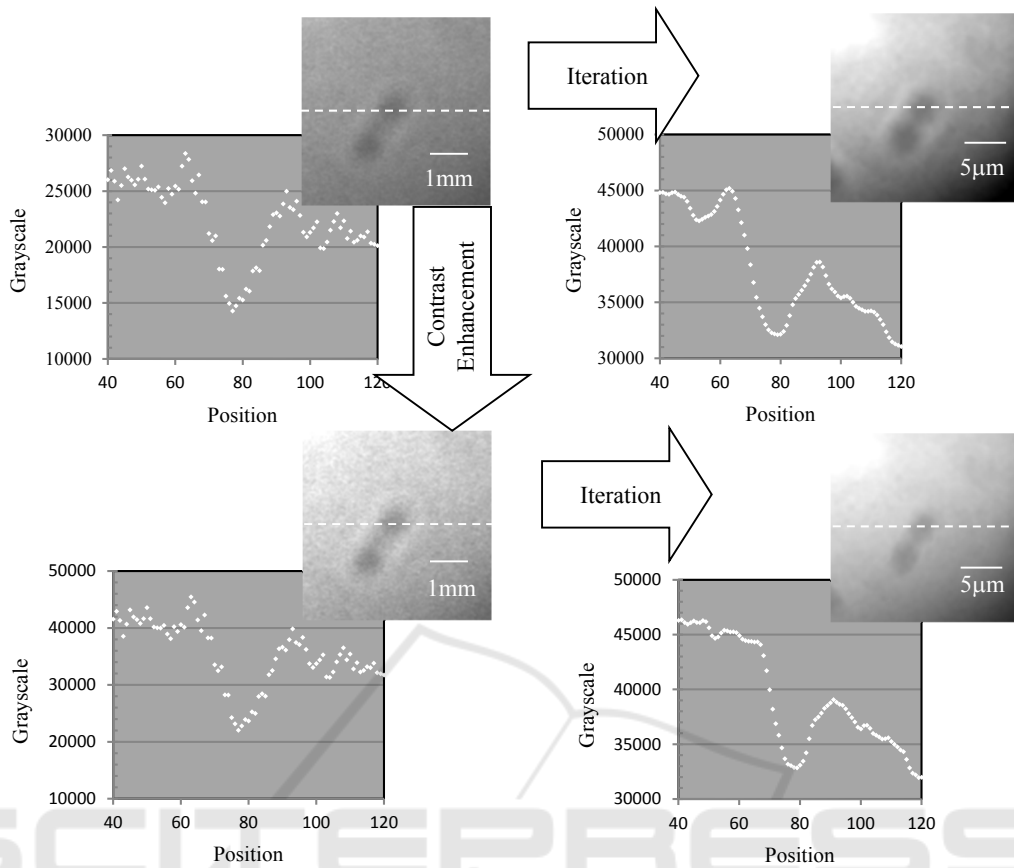 Iteration
1mm
5µm
30000
25000
20000
15000
10000
Grayscale
40 60 80 100 120
Position
Contrast
Enhancement
50000
45000
40000
35000
30000
Grayscale
40 60 80 100 120
Position
Iteration
1mm
5µm
50000
40000
30000
20000
10000
Grayscale
40 60 80 100 120
Position
50000
45000
40000
35000
30000
Grayscale
40 60 80 100 120
Position
SCITEPRESS